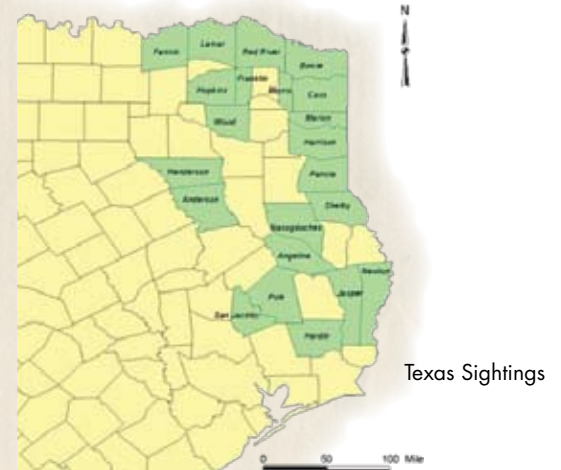 N
Fannin
Lamar
Red River
Bowie
Hopkins
Franklin
Morris
Cass
Wood
Marion
Harrison
Henderson
Panola
Anderson
Shelby
Nacogdoches
Angelina
Newton
Polk
Jasper
San Jacinto
Hardin
Texas Sightings
0 50 100 Mile